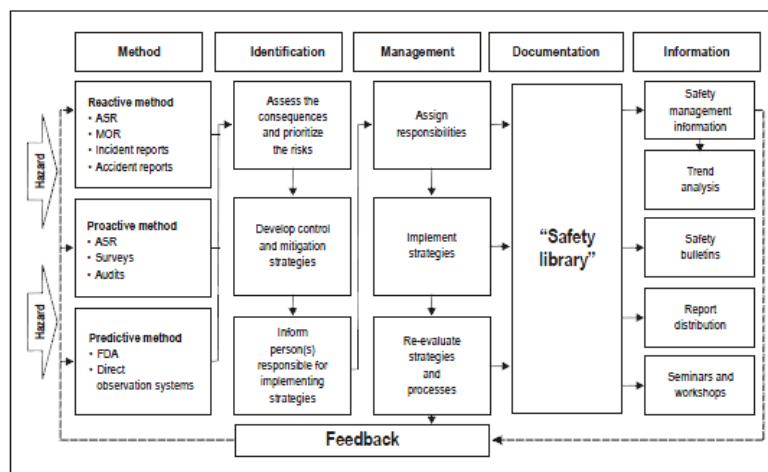 Method
Identification
Management
Documentation
Information
Hazard
Hazard
Reactive method
• ASR
• MOR
• Incident reports
• Accident reports
Proactive method
• ASR
• Surveys
• Audits
Predictive method
• FDA
• Direct
observation systems
Assess the
consequences
and prioritize
the risks
Develop control
and mitigation
strategies
Inform
person(s)
responsible for
implementing
strategies
Assign
responsibilities
Implement
strategies
Re-evaluate
strategies
and
processes
“Safety
library”
Safety
management
information
Trend
analysis
Safety
bulletins
Report
distribution
Seminars and
workshops
Feedback